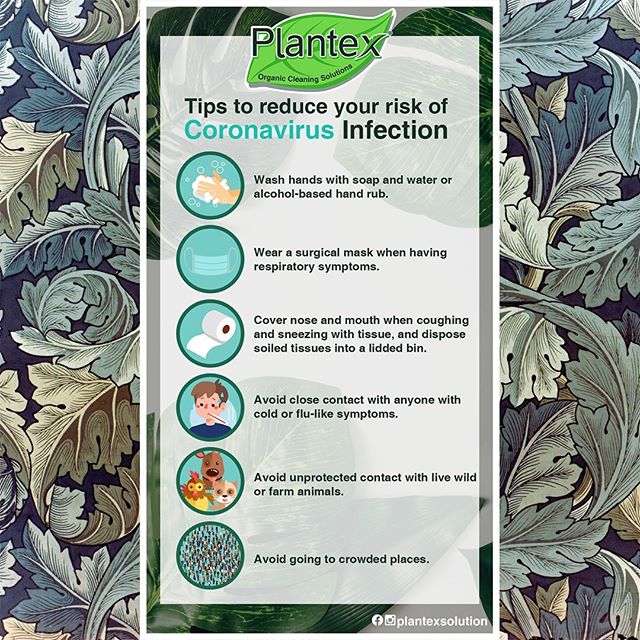 Plantex
Organic Cleaning Solutions
Tips to reduce your risk of
Coronavirus Infection
Wash hands with soap and water or
alcohol-based hand rub.
Wear a surgical mask when having
respiratory symptoms.
Cover nose and mouth when coughing
and sneezing with tissue, and dispose
soiled tissues into a lidded bin.
Avoid close contact with anyone with
cold or flu-like symptoms.
Avoid unprotected contact with live wild
or farm animals.
Avoid going to crowded places.
plantexsolution